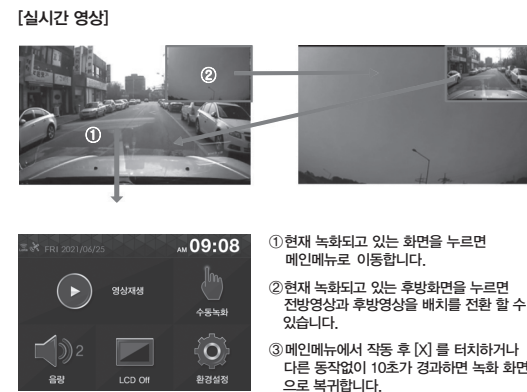 [실시간 영상]
②
①
FRI 2021/06/25
AM 09:08
영상재생
수동녹화
2
음량
LCD Off
환경설정
①현재 녹화되고 있는 화면을 누르면
메인메뉴로 이동합니다.
②현재 녹화되고 있는 후방화면을 누르면
전방영상과 후방영상을 배치를 전환 할 수
있습니다.
③메인메뉴에서 작동 후 [X] 를 터치하거나
다른 동작없이 10초가 경과하면 녹화 화면
으로 복귀합니다.